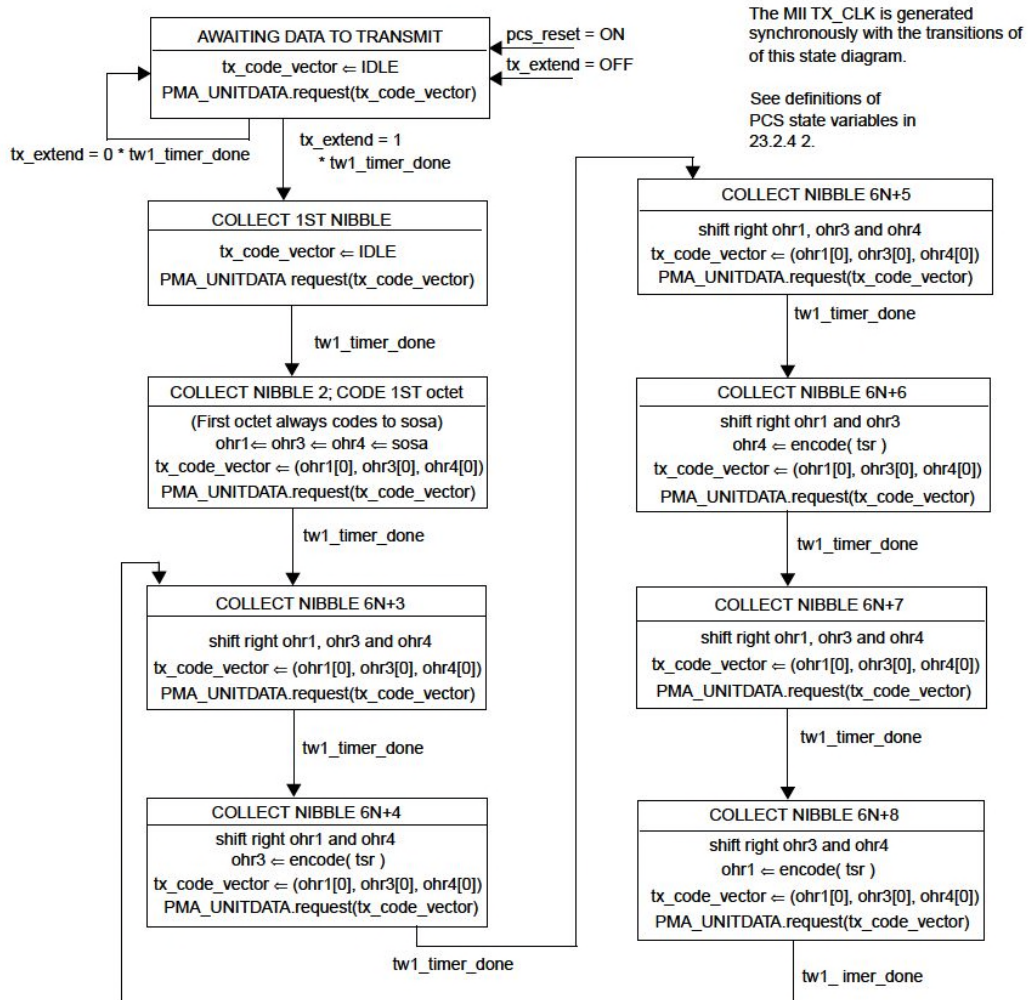 AWAITING DATA TO TRANSMIT
tx_code_vector ⇐ IDLE
PMA_UNITDATA.request(tx_code_vector)
pcs_reset = ON
tx_extend = OFF
The MII TX_CLK is generated
synchronously with the transitions of
of this state diagram.
See definitions of
PCS state variables in
23.2.4 2.
tx_extend = 0 * tw1_timer_done
tx_extend = 1
* tw1_timer_done
COLLECT 1ST NIBBLE
tx_code_vector ⇐ IDLE
PMA_UNITDATA request(tx_code_vector)
tw1_timer_done
COLLECT NIBBLE 2; CODE 1ST octet
(First octet always codes to sosa)
ohr1⇐ ohr3 ⇐ ohr4 ⇐ sosa
tx_code_vector ⇐ (ohr1[0], ohr3[0], ohr4[0])
PMA_UNITDATA.request(tx_code_vector)
tw1_timer_done
COLLECT NIBBLE 6N+3
shift right ohr1, ohr3 and ohr4
tx_code_vector ⇐ (ohr1[0], ohr3[0], ohr4[0])
PMA_UNITDATA.request(tx_code_vector)
tw1_timer_done
COLLECT NIBBLE 6N+4
shift right ohr1 and ohr4
ohr3 ⇐ encode( tsr )
tx_code_vector ⇐ (ohr1[0], ohr3[0], ohr4[0])
PMA_UNITDATA.request(tx_code_vector)
tw1_timer_done
COLLECT NIBBLE 6N+5
shift right ohr1, ohr3 and ohr4
tx_code_vector ⇐ (ohr1[0], ohr3[0], ohr4[0])
PMA_UNITDATA.request(tx_code_vector)
tw1_timer_done
COLLECT NIBBLE 6N+6
shift right ohr1 and ohr3
ohr4 ⇐ encode( tsr )
tx_code_vector ⇐ (ohr1[0], ohr3[0], ohr4[0])
PMA_UNITDATA.request(tx_code_vector)
tw1_timer_done
COLLECT NIBBLE 6N+7
shift right ohr1, ohr3 and ohr4
tx_code_vector ⇐ (ohr1[0], ohr3[0], ohr4[0])
PMA_UNITDATA.request(tx_code_vector)
tw1_timer_done
COLLECT NIBBLE 6N+8
shift right ohr3 and ohr4
ohr1 ⇐ encode( tsr )
tx_code_vector ⇐ (ohr1[0], ohr3[0], ohr4[0])
PMA_UNITDATA.request(tx_code_vector)
tw1_ imer_done